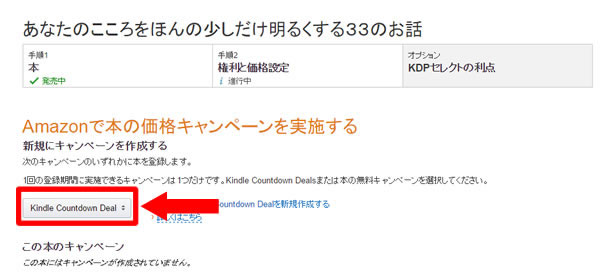 あなたのこころをほんの少しだけ明るくする33のお話
手順1
本
発売中
手順2
権利と価格設定
進行中
オプション
KDPセレクトの利点
Amazonで本の価格キャンペーンを実施する
新規にキャンペーンを作成する
次のキャンペーンのいずれかに本を登録します。
1回の登録期間に実施できるキャンペーンは1つだけです。Kindle Countdown Dealsまたは本の無料キャンペーンを選択してください。
Kindle Countdown Deal
ountdown Dealを新規作成する
詳しくはこちら
この本のキャンペーン
この本にはキャンペーンが作成されていません。